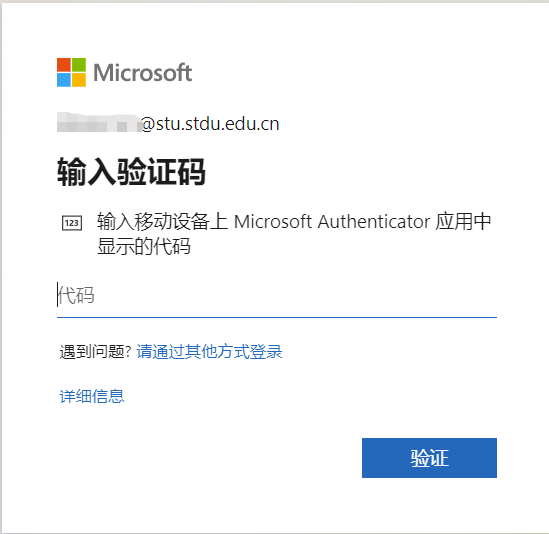 Microsoft
@stu.stdu.edu.cn
输入验证码
123
输入移动设备上 Microsoft Authenticator 应用中
显示的代码
代码
遇到问题? 请通过其他方式登录
详细信息
验证